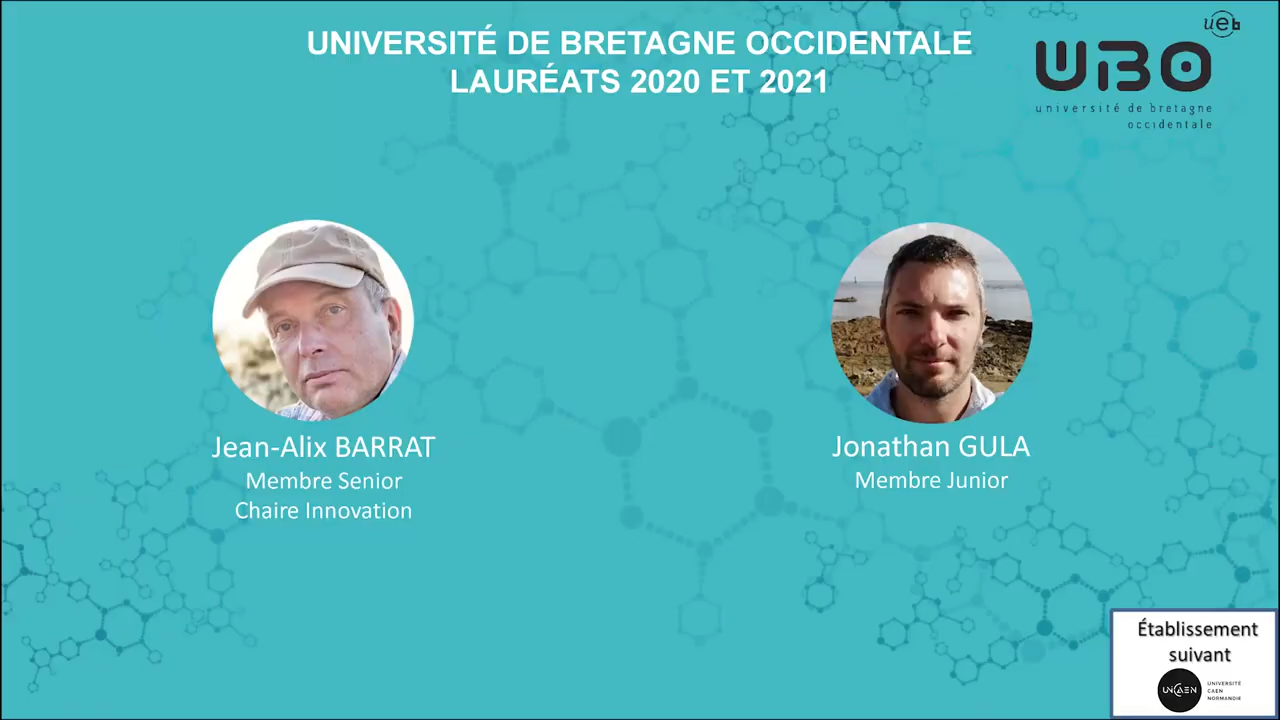 UNIVERSITÉ DE BRETAGNE OCCIDENTALE
LAURÉATS 2020 ET 2021
ueb
UBO
université de bretagne
occidentale
Jean-Alix BARRAT
Membre Senior
Chaire Innovation
Jonathan GULA
Membre Junior
Établissement
suivant
UNICAEN
UNIVERSITÉ
CAEN
NORMANDIE